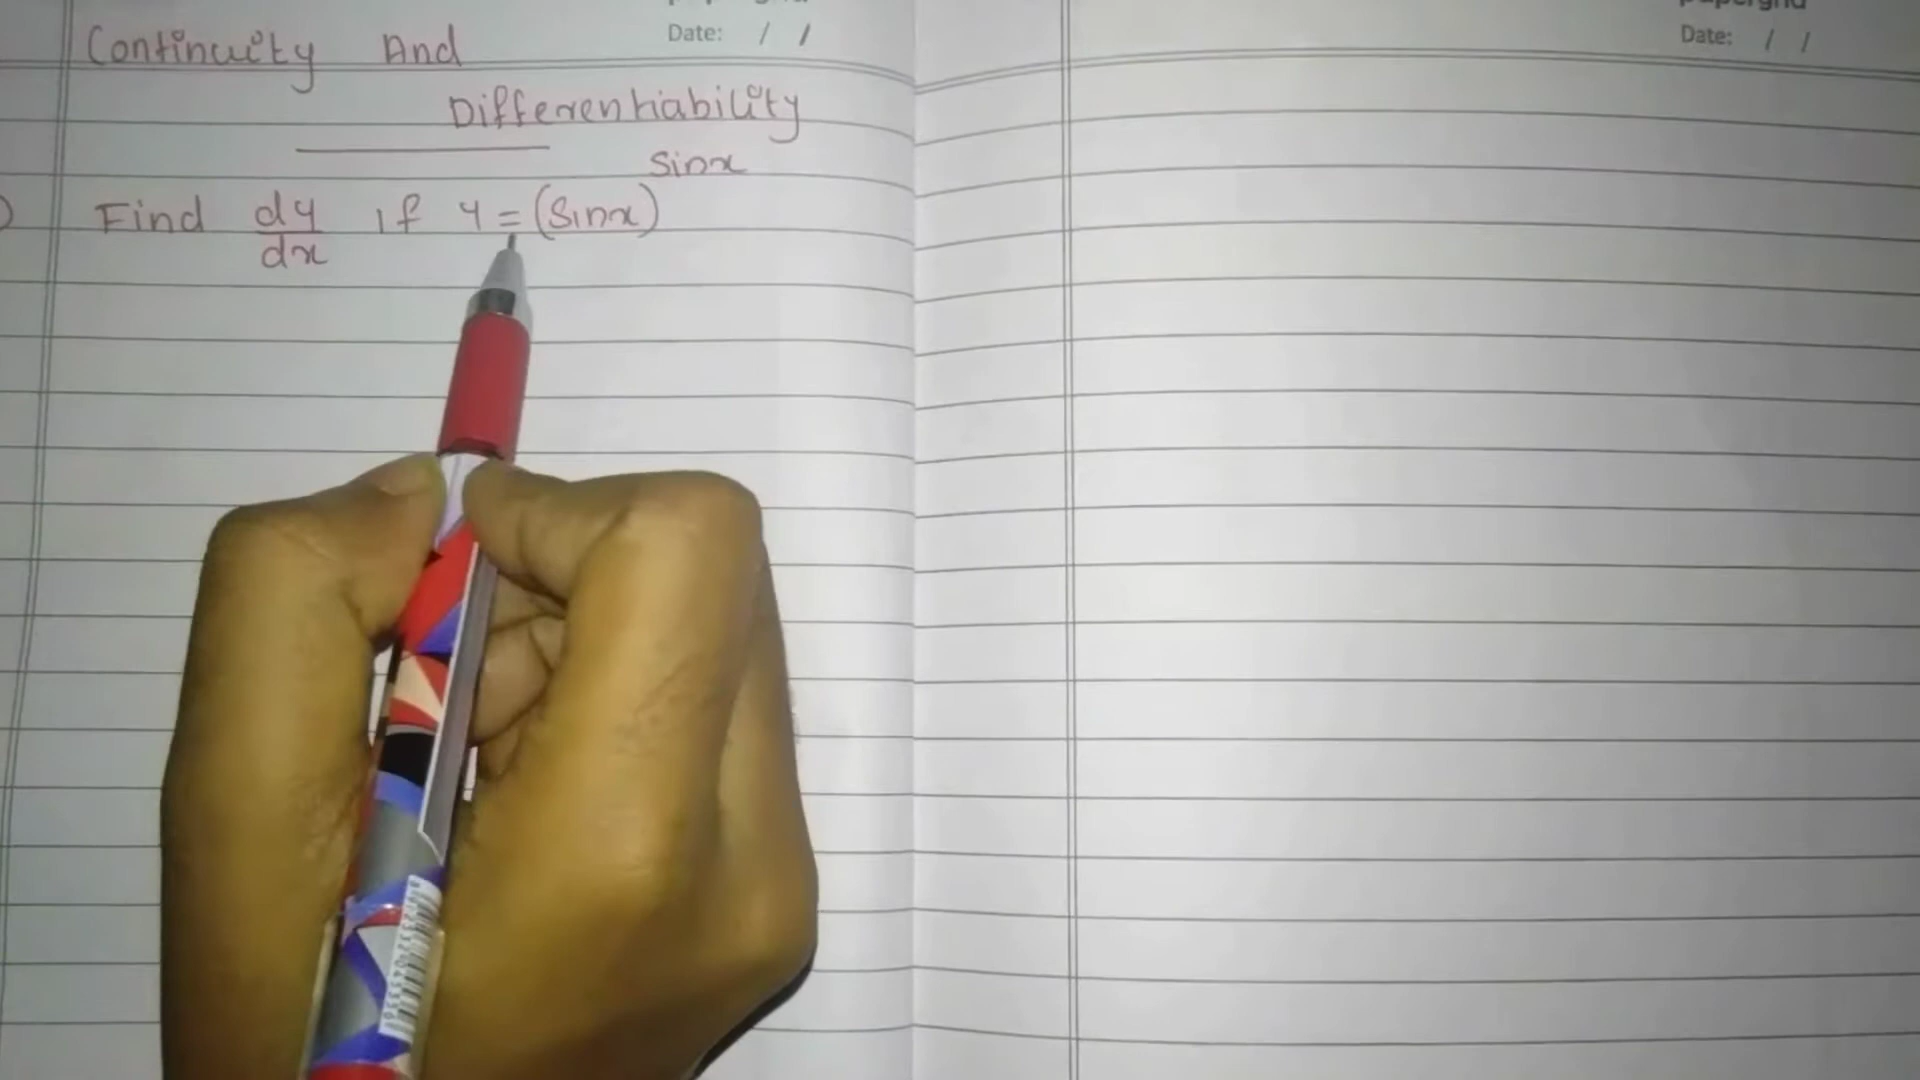 Date: / /
Date: / /
Continuity And
Differentiability
Find dy/dx if y = (Sinx)^Sinx